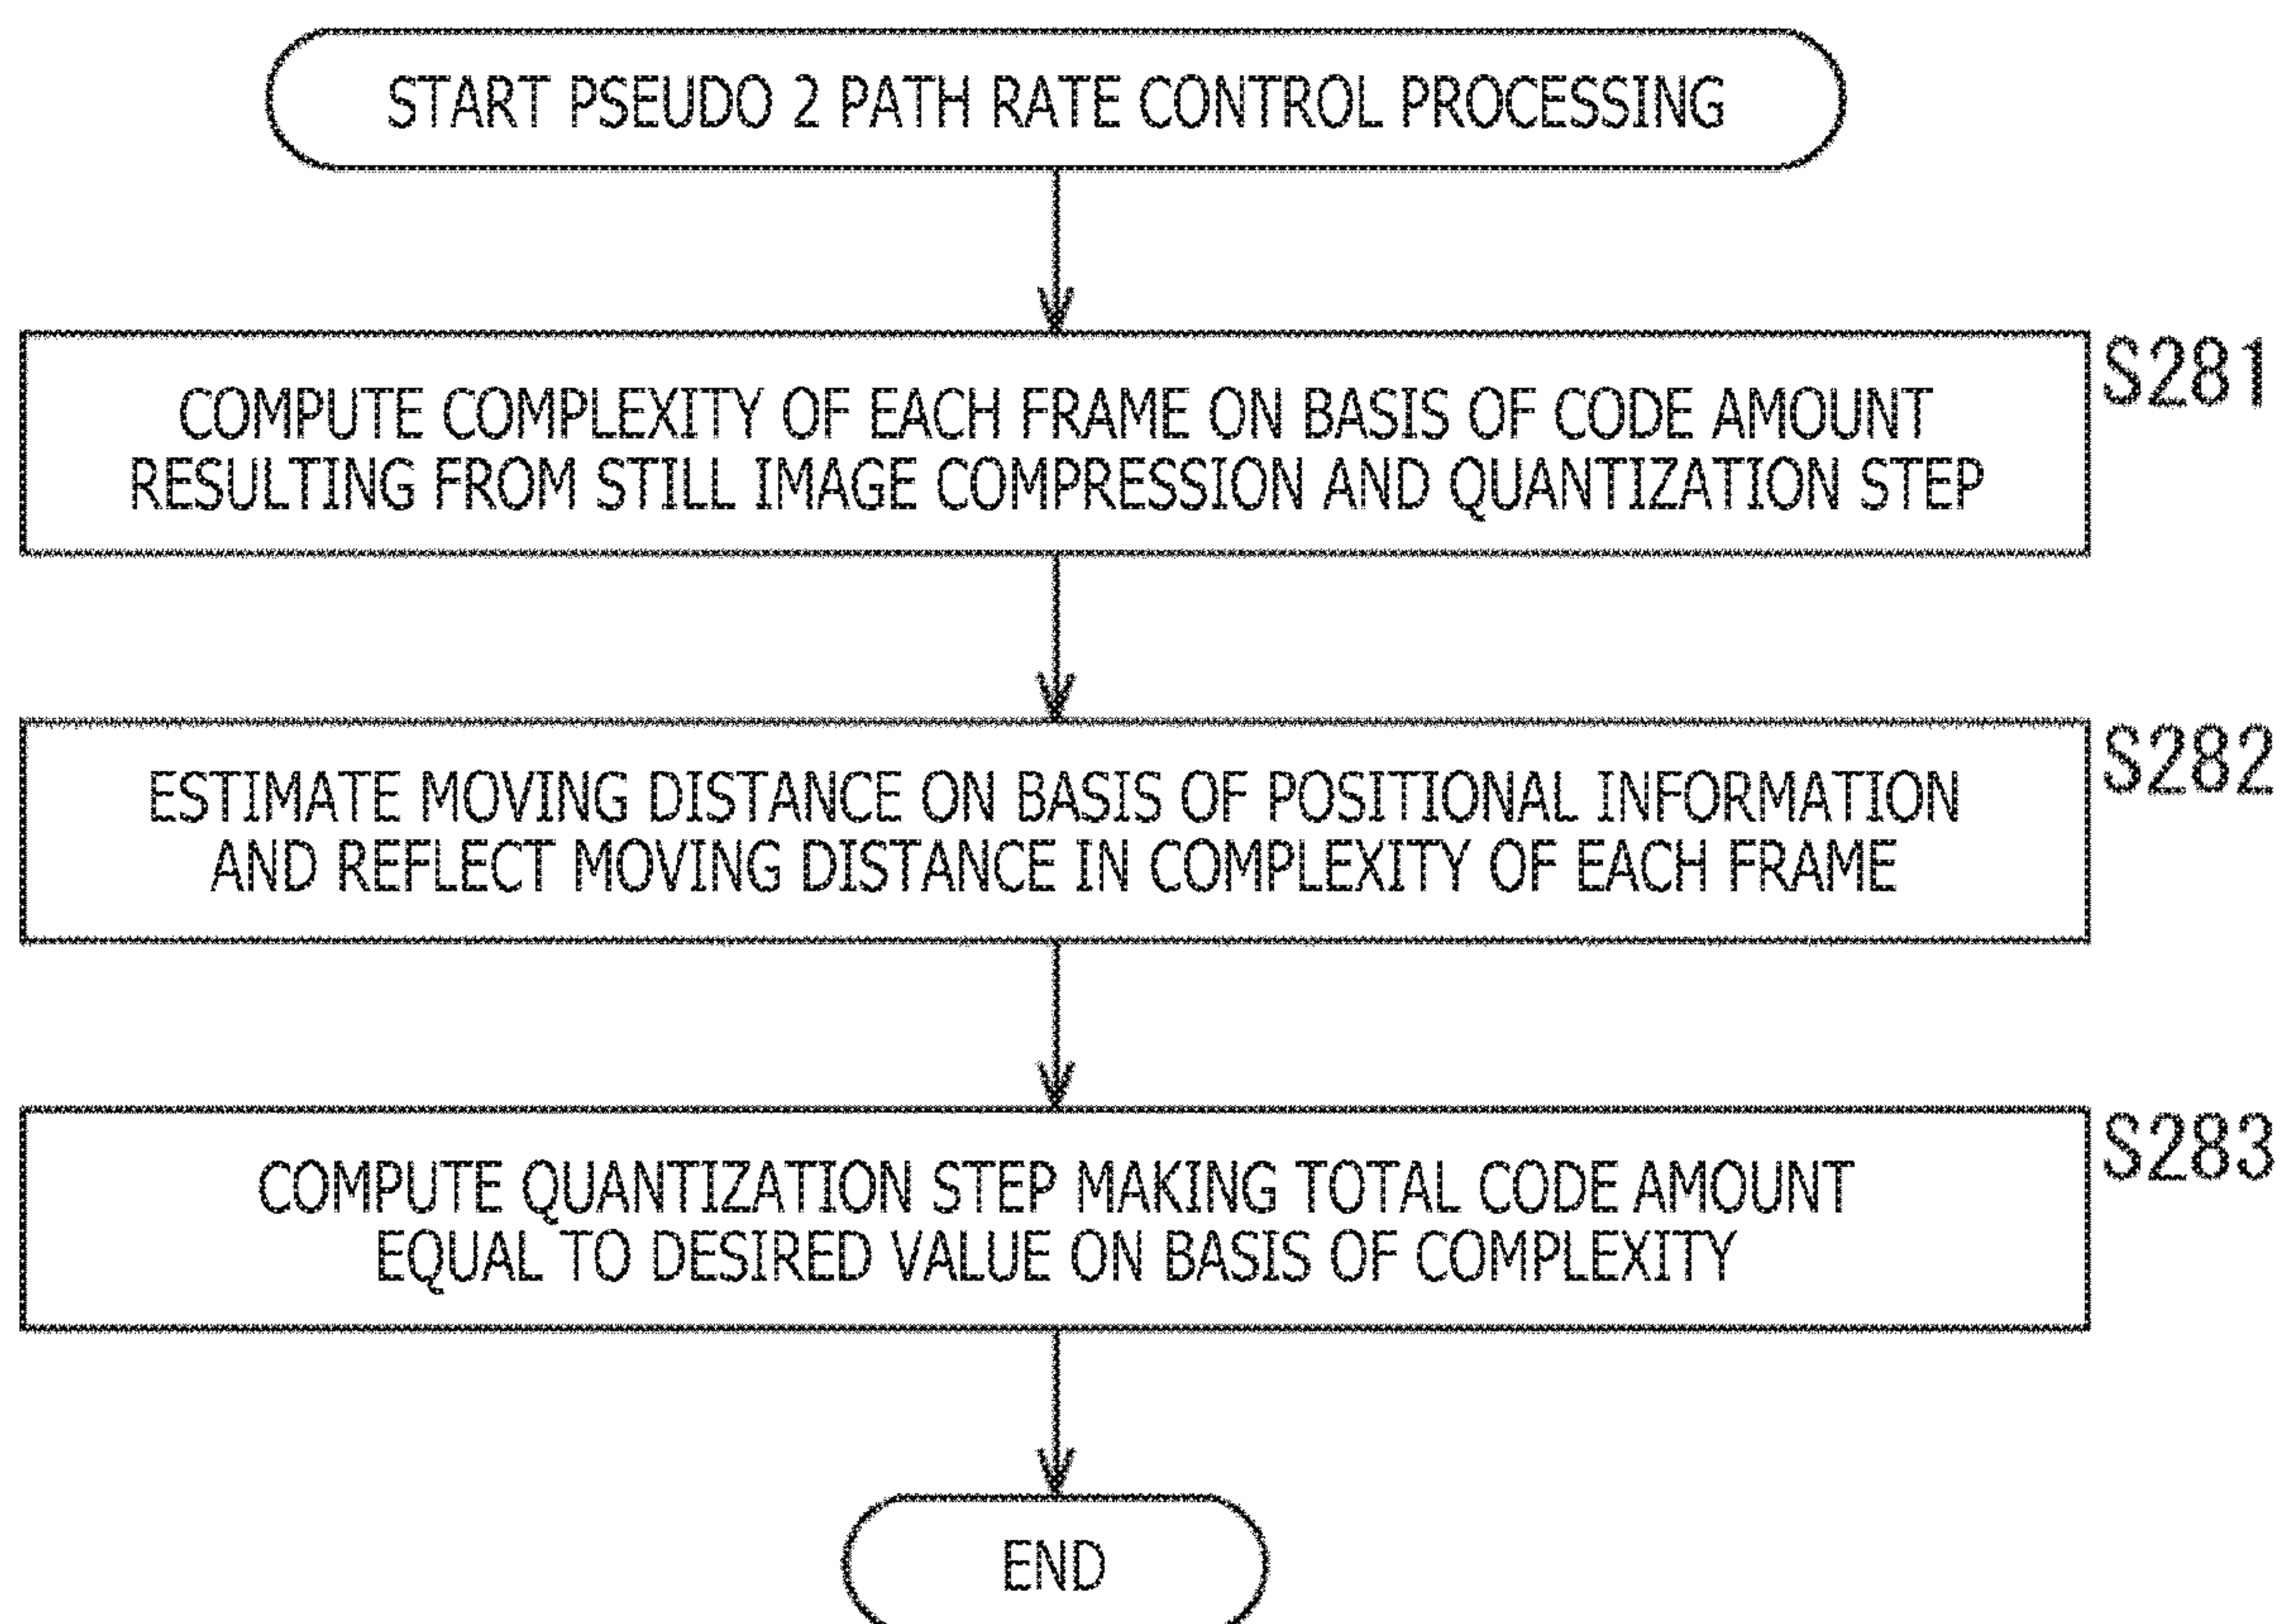 START PSEUDO 2 PATH RATE CONTROL PROCESSING
S281
COMPUTE COMPLEXITY OF EACH FRAME ON BASIS OF CODE AMOUNT
RESULTING FROM STILL IMAGE COMPRESSION AND QUANTIZATION STEP
S282
ESTIMATE MOVING DISTANCE ON BASIS OF POSITIONAL INFORMATION
AND REFLECT MOVING DISTANCE IN COMPLEXITY OF EACH FRAME
S283
COMPUTE QUANTIZATION STEP MAKING TOTAL CODE AMOUNT
EQUAL TO DESIRED VALUE ON BASIS OF COMPLEXITY
END